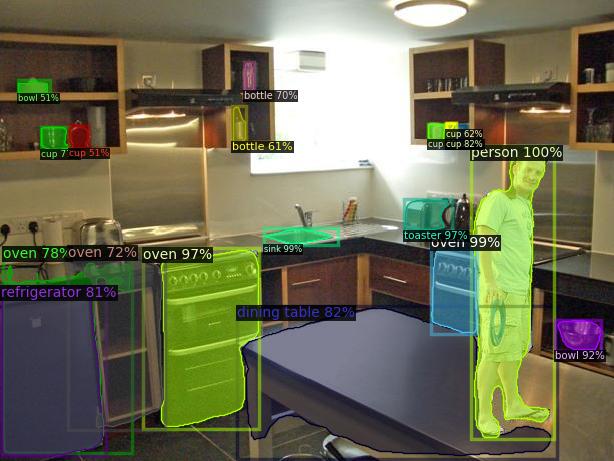 bottle 70%
bowl 51%
cup 7
cup 51%
bottle 61%
cup 62%
cup cup 82%
person 100%
toaster 97%
oven 99%
sink 99%
oven 78%
oven 72%
oven 97%
refrigerator 81%
dining table 82%
bowl 92%